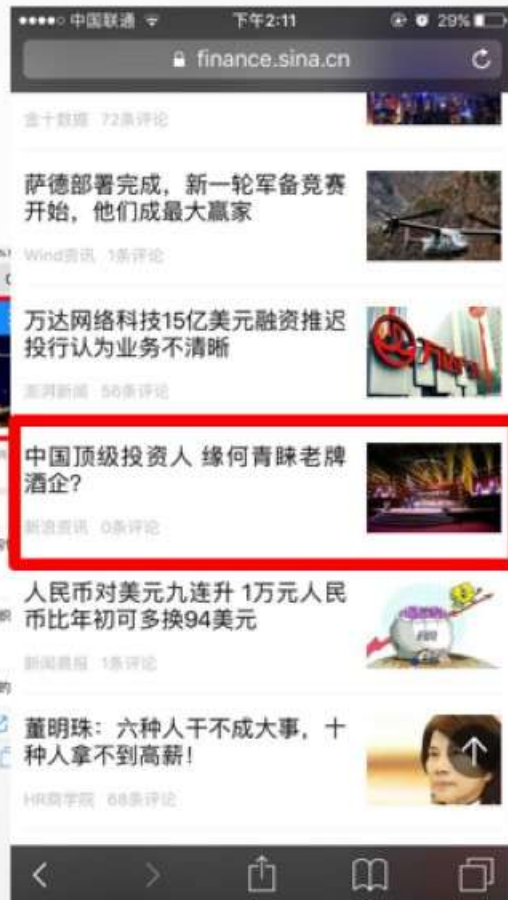 中国联通
下午2:11
29%
finance.sina.cn
金十数据 72条评论
萨德部署完成，新一轮军备竞赛
开始，他们成最大赢家
Wind资讯 1条评论
万达网络科技15亿美元融资推迟
投行认为业务不清晰
澎湃新闻 56条评论
中国顶级投资人 缘何青睐老牌
酒企？
新浪资讯 0条评论
人民币对美元九连升 1万元人民
币比年初可多换94美元
新闻晨报 1条评论
董明珠：六种人干不成大事，十
种人拿不到高薪！
HR商学院 68条评论